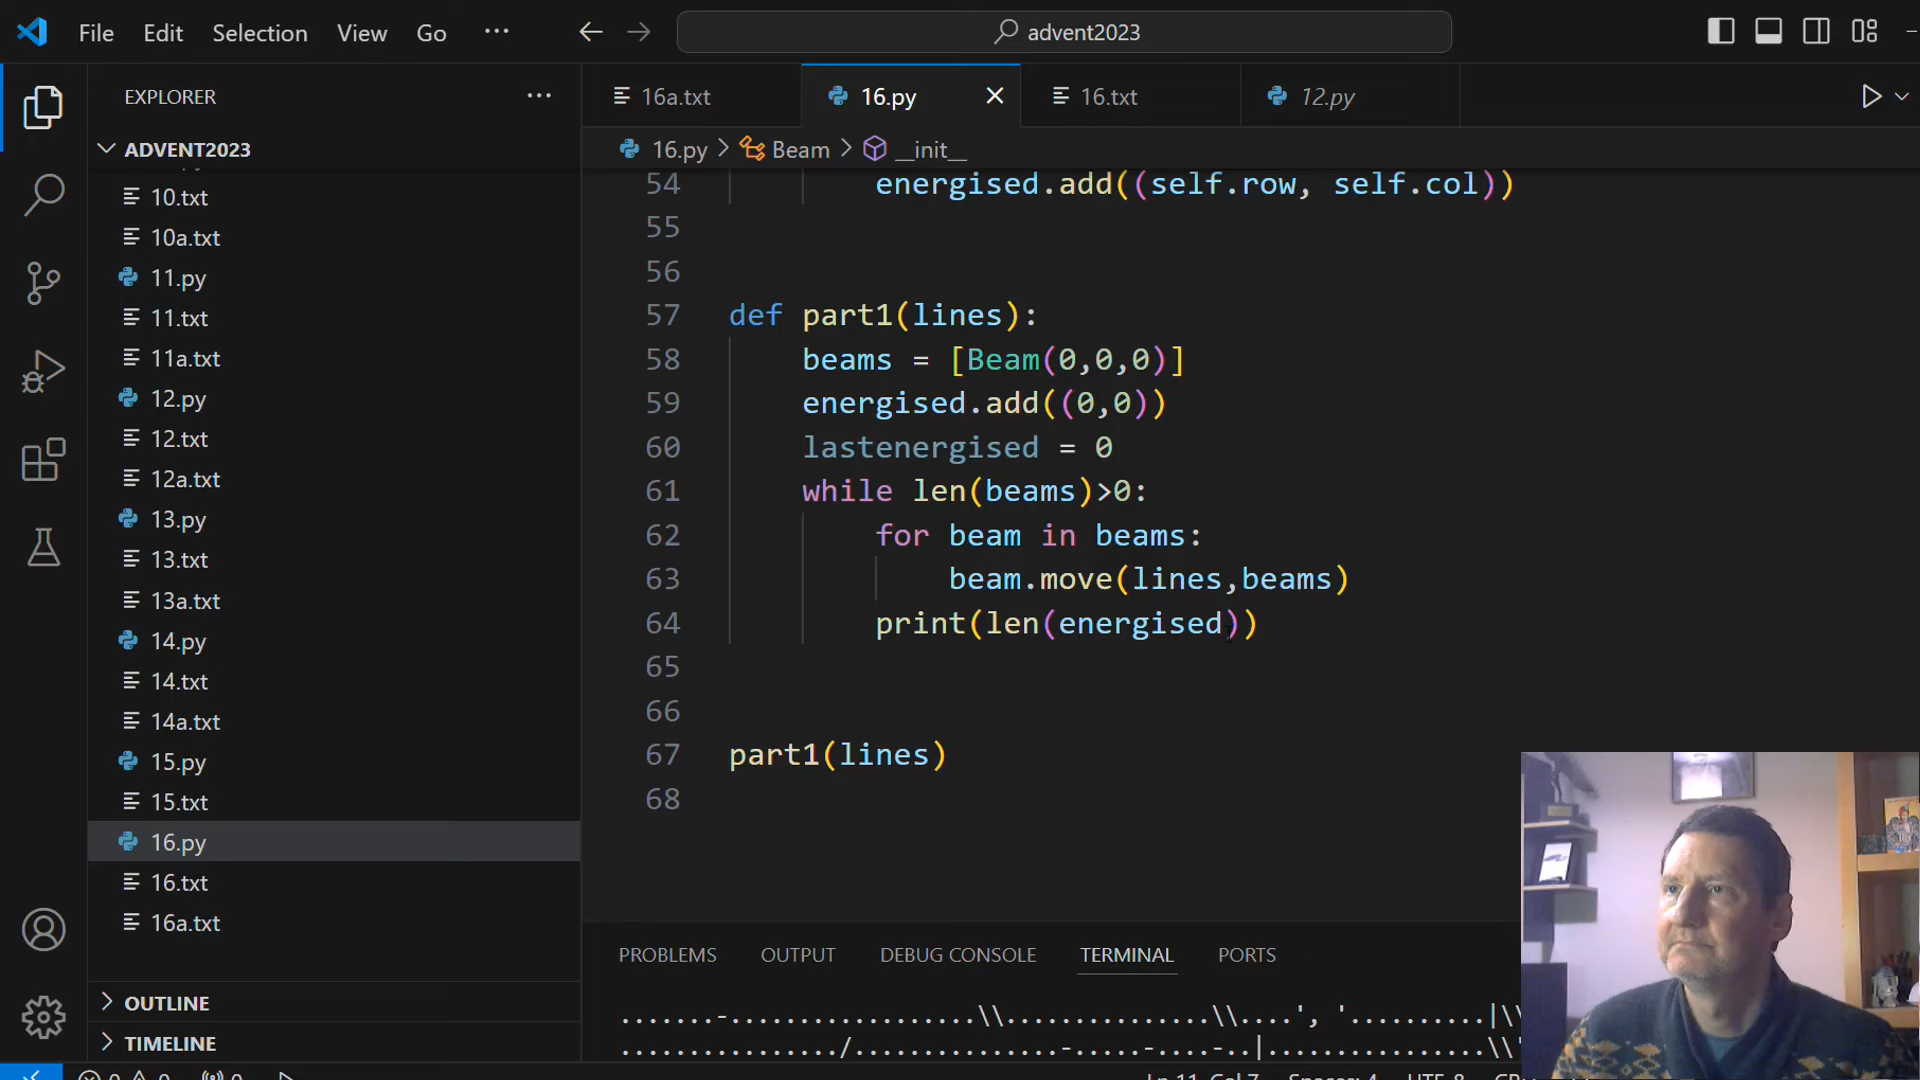 File Edit Selection View Go ··· advent2023
EXPLORER ···
ADVENT2023
10.txt
10a.txt
11.py
11.txt
11a.txt
12.py
12.txt
12a.txt
13.py
13.txt
13a.txt
14.py
14.txt
14a.txt
15.py
15.txt
16.py
16.txt
16a.txt
OUTLINE
TIMELINE
16a.txt 16.py 16.txt 12.py
16.py > Beam > __init__
54 energised.add((self.row, self.col))
55
56
57 def part1(lines):
58 beams = [Beam(0,0,0)]
59 energised.add((0,0))
60 lastenergised = 0
61 while len(beams)>0:
62 for beam in beams:
63 beam.move(lines,beams)
64 print(len(energised))
65
66
67 part1(lines)
68
PROBLEMS OUTPUT DEBUG CONSOLE TERMINAL PORTS
.......-.................\\..............\\....', '..........|\\
.............../..............-.....-....-..|...............\\'